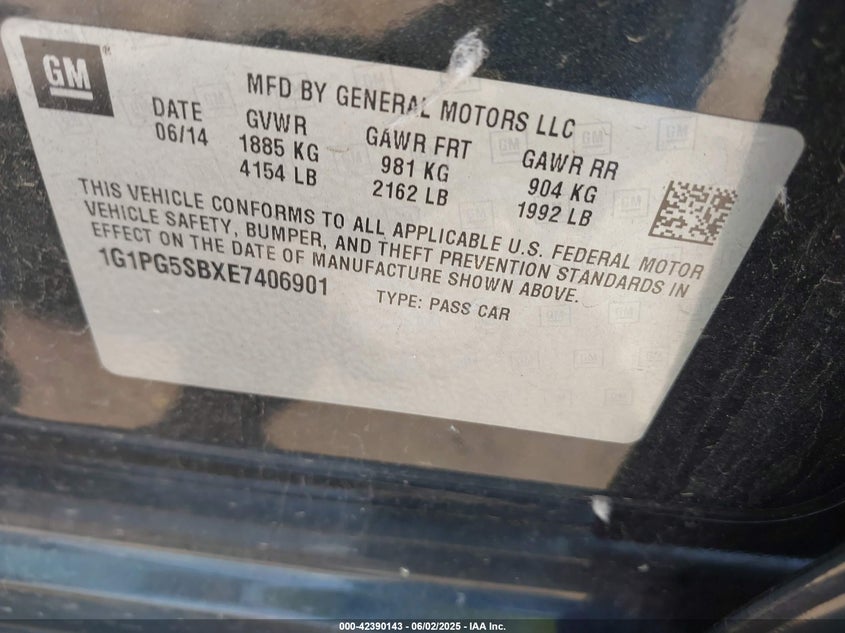 GM ®
MFD BY GENERAL MOTORS LLC
DATE GVWR GAWR FRT GAWR RR
06/14 1885 KG 981 KG 904 KG
4154 LB 2162 LB 1992 LB
THIS VEHICLE CONFORMS TO ALL APPLICABLE U.S. FEDERAL MOTOR
VEHICLE SAFETY, BUMPER, AND THEFT PREVENTION STANDARDS IN
EFFECT ON THE DATE OF MANUFACTURE SHOWN ABOVE.
1G1PG5SBXE7406901 TYPE: PASS CAR
000-42390143 - 06/02/2025 - IAA Inc.